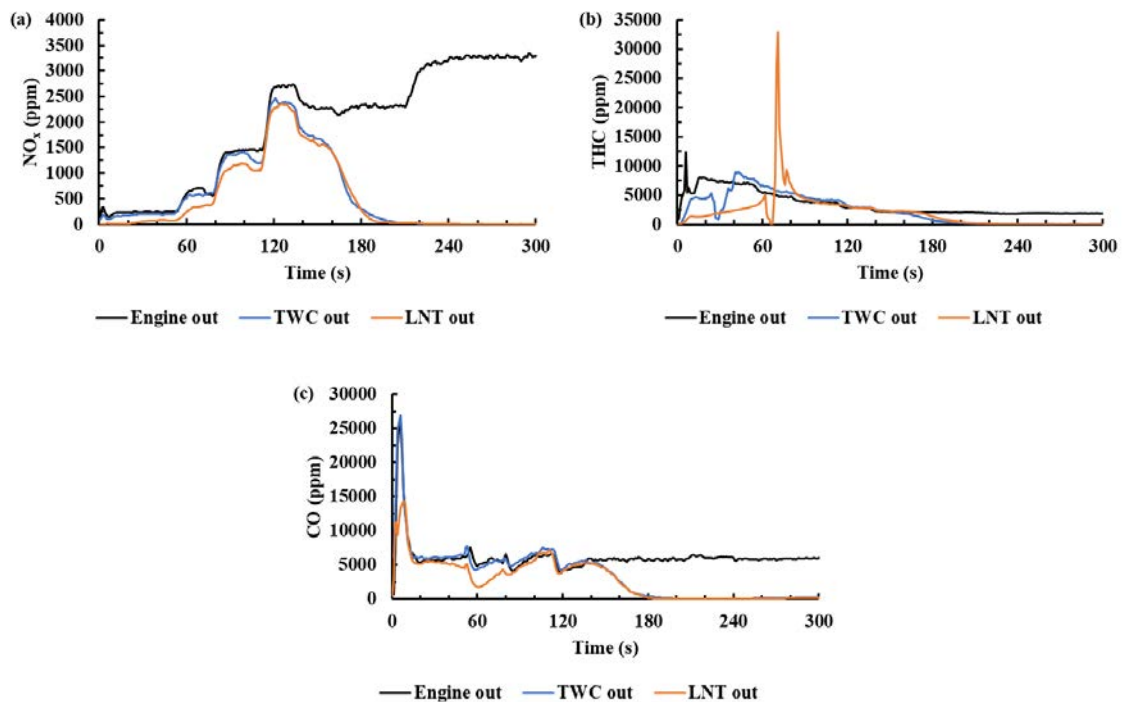 (a)
4000
3500
3000
2500
2000
1500
1000
500
0
NOx (ppm)
0 60 120 180 240 300
Time (s)
Engine out TWC out LNT out
(b)
35000
30000
25000
20000
15000
10000
5000
0
THC (ppm)
0 60 120 180 240 300
Time (s)
Engine out TWC out LNT out
(c)
30000
25000
20000
15000
10000
5000
0
CO (ppm)
0 60 120 180 240 300
Time (s)
Engine out TWC out LNT out